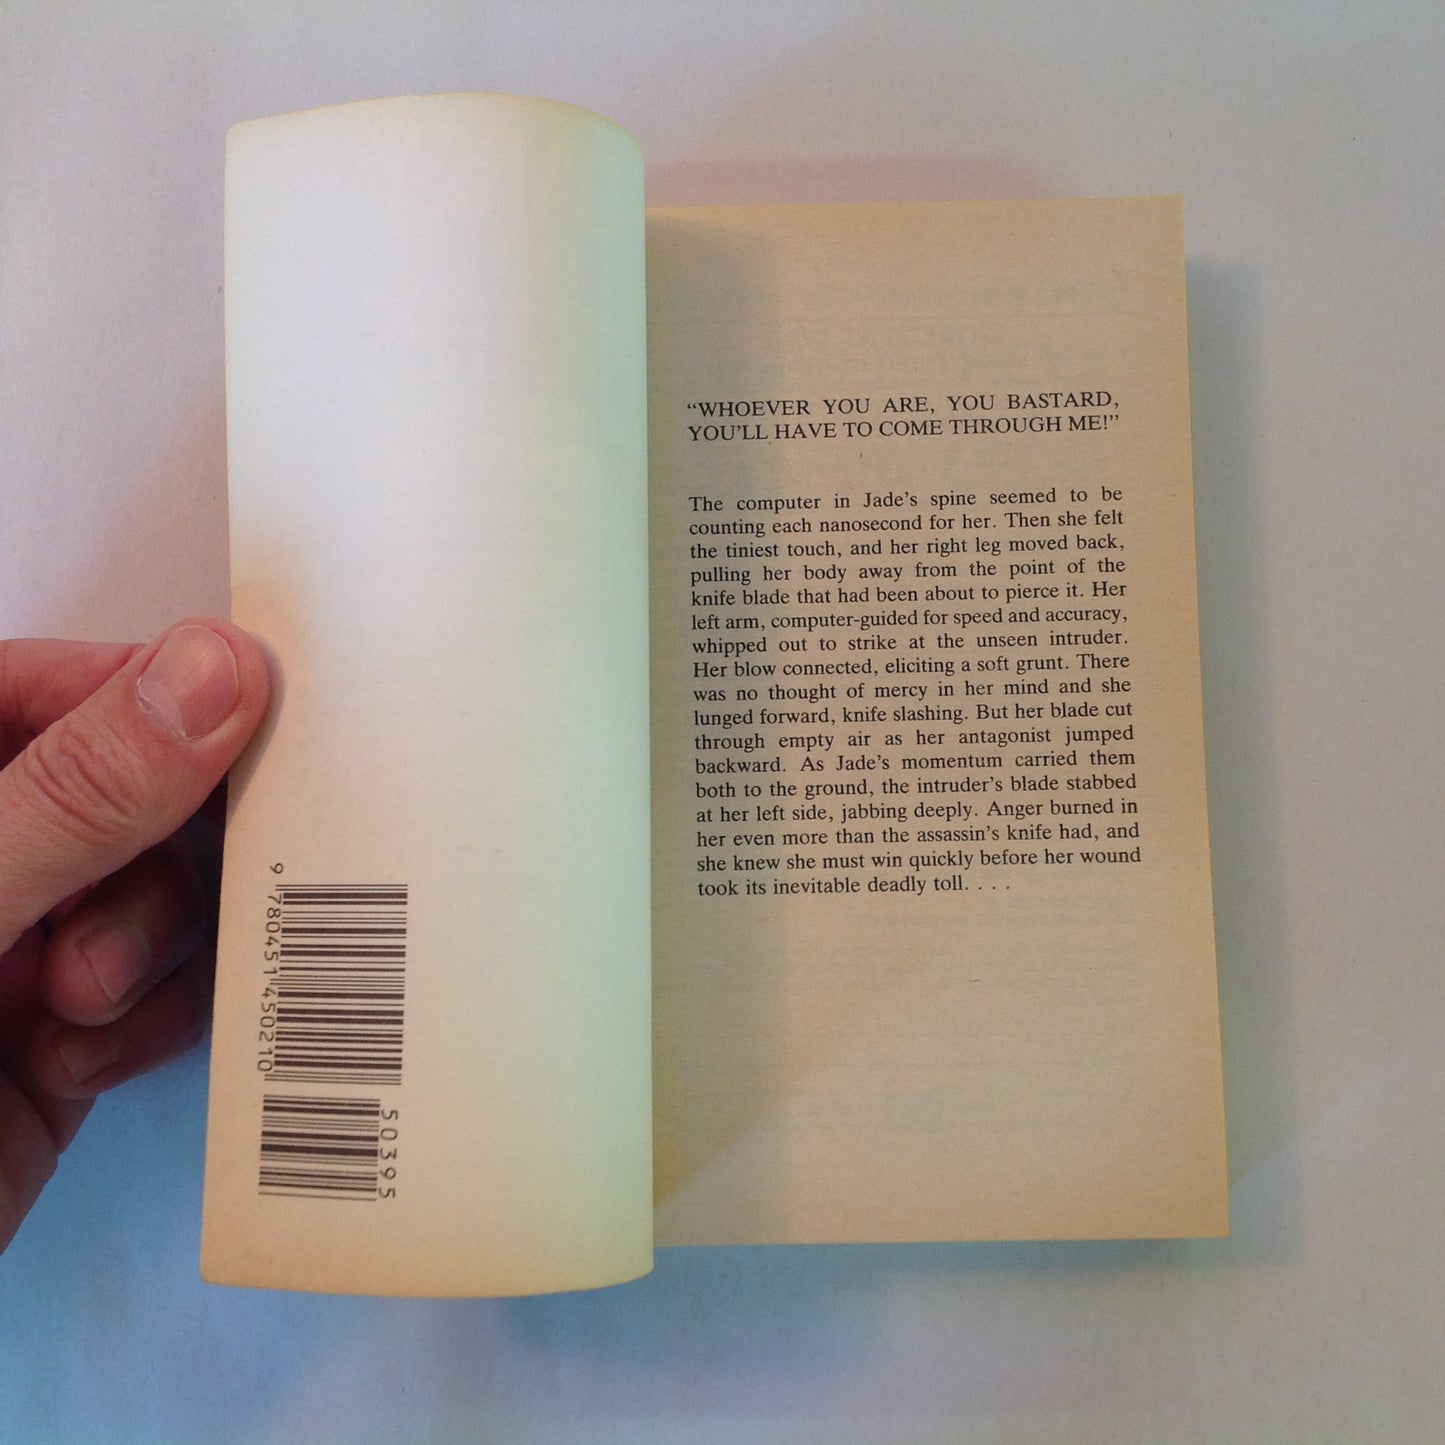 9 780451 450210
50395
“WHOEVER YOU ARE, YOU BASTARD,
YOU’LL HAVE TO COME THROUGH ME!”
The computer in Jade’s spine seemed to be
counting each nanosecond for her. Then she felt
the tiniest touch, and her right leg moved back,
pulling her body away from the point of the
knife blade that had been about to pierce it. Her
left arm, computer-guided for speed and accuracy,
whipped out to strike at the unseen intruder.
Her blow connected, eliciting a soft grunt. There
was no thought of mercy in her mind and she
lunged forward, knife slashing. But her blade cut
through empty air as her antagonist jumped
backward. As Jade’s momentum carried them
both to the ground, the intruder’s blade stabbed
at her left side, jabbing deeply. Anger burned in
her even more than the assassin’s knife had, and
she knew she must win quickly before her wound
took its inevitable deadly toll. . . .